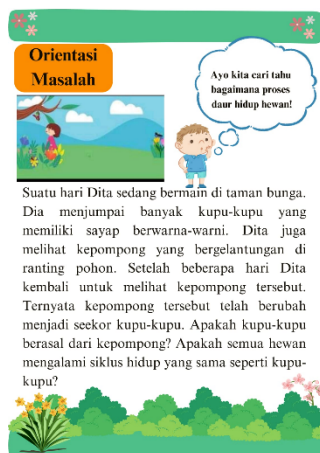 Orientasi
Masalah
Ayo kita cari tahu
bagaimana proses
daur hidup hewan!
Suatu hari Dita sedang bermain di taman bunga.
Dia menjumpai banyak kupu-kupu yang
memiliki sayap berwarna-warni. Dita juga
melihat kepompong yang bergelantungan di
ranting pohon. Setelah beberapa hari Dita
kembali untuk melihat kepompong tersebut.
Ternyata kepompong tersebut telah berubah
menjadi seekor kupu-kupu. Apakah kupu-kupu
berasal dari kepompong? Apakah semua hewan
mengalami siklus hidup yang sama seperti kupu-
kupu?